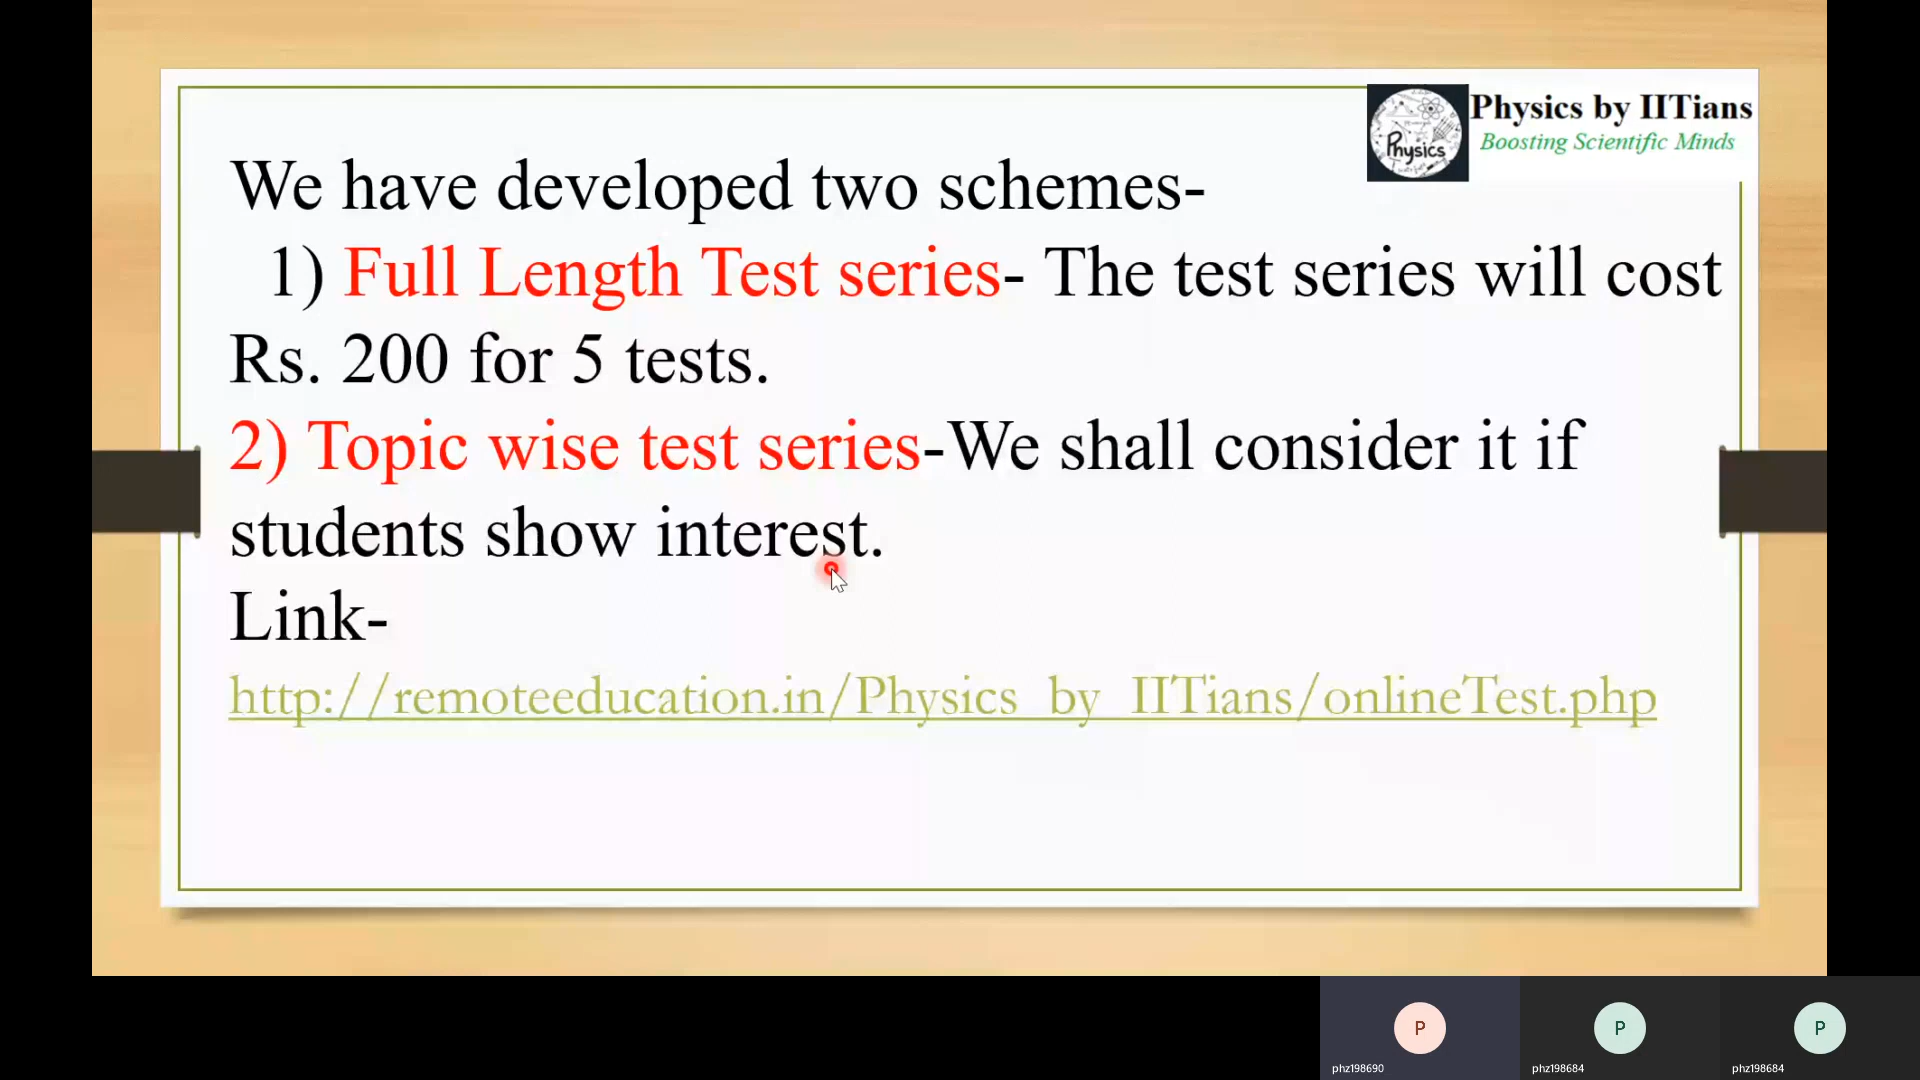 Physics by IITians
Boosting Scientific Minds
Physics
We have developed two schemes-
1) Full Length Test series- The test series will cost
Rs. 200 for 5 tests.
2) Topic wise test series-We shall consider it if
students show interest.
Link-
http://remoteeducation.in/Physics_by_IITians/onlineTest.php
P
P
P
phz198690
phz198684
phz198684